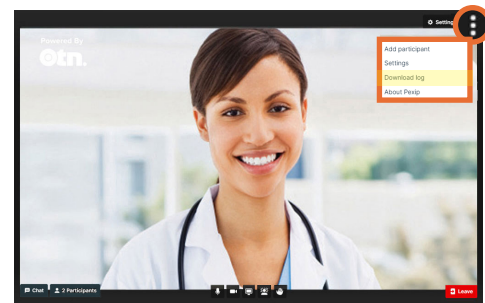 Settings
Powered By
otn.
Add participant
Settings
Download log
About Pexip
Chat
2 Participants
Leave